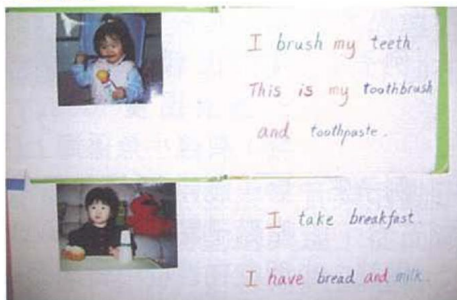 I brush my teeth.
This is my toothbrush
and toothpaste.
I take breakfast.
I have bread and milk.